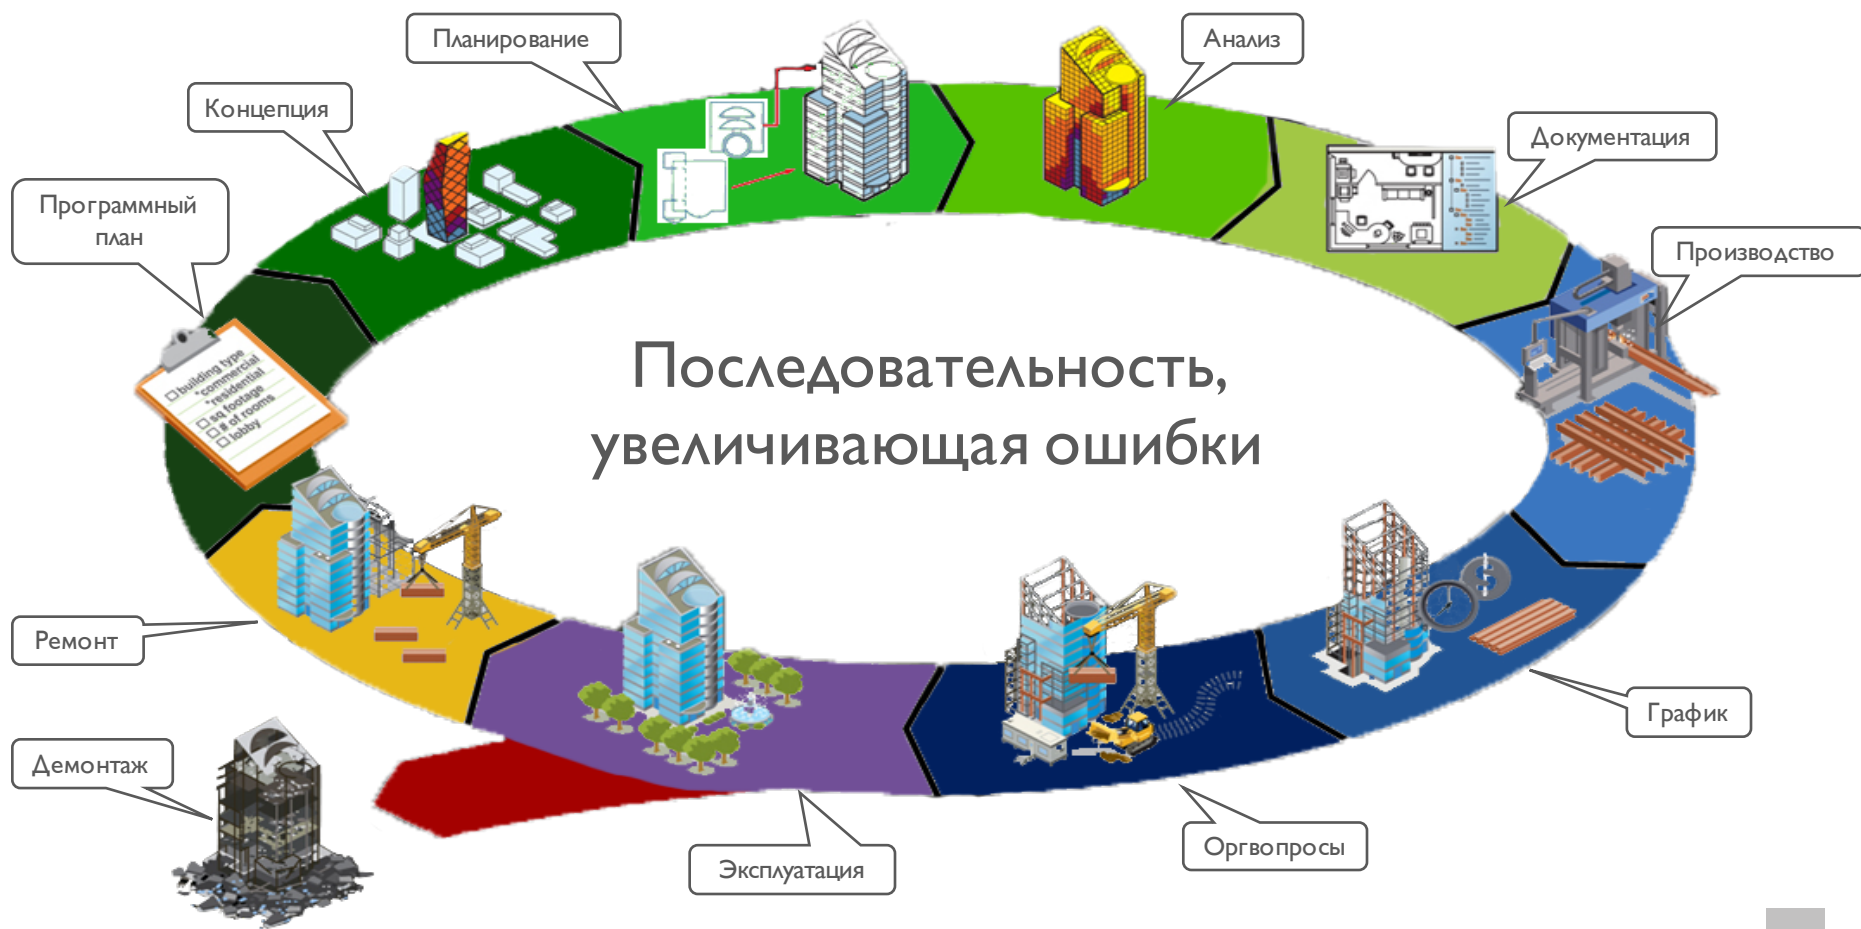 Планирование
Анализ
Концепция
Документация
Программный
план
Производство
building type
*commercial
*residential
sq footage
# of rooms
lobby
Последовательность,
увеличивающая ошибки
$
Ремонт
График
Демонтаж
Оргвопросы
Эксплуатация